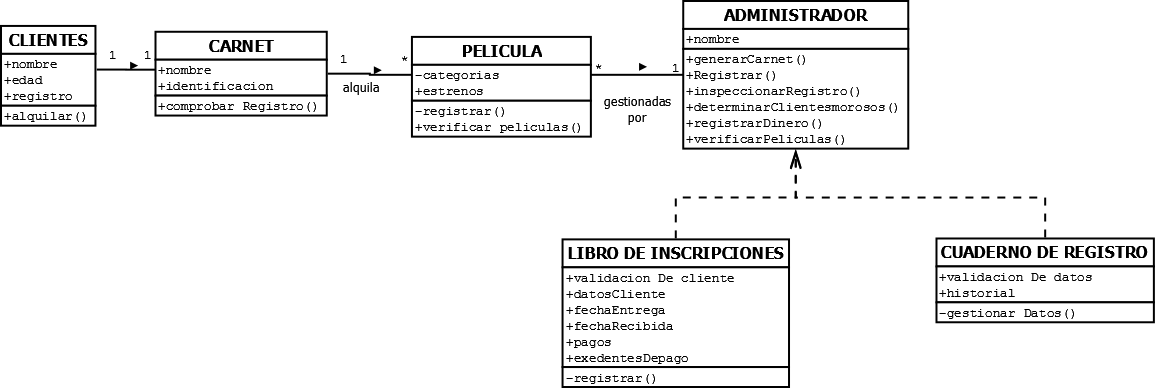 CLIENTES
+nombre
+edad
+registro
+alquilar()
1
1
CARNET
+nombre
+identificacion
+comprobar Registro()
1
*
alquila
PELICULA
-categorias
+estrenos
-registrar()
+verificar peliculas()
*
1
gestionadas
por
ADMINISTRADOR
+nombre
+generarCarnet()
+Registrar()
+inspeccionarRegistro()
+determinarClientesmorosos()
+registrarDinero()
+verificarPeliculas()
LIBRO DE INSCRIPCIONES
+validacion De cliente
+datosCliente
+fechaEntrega
+fechaRecibida
+pagos
+exedentesDepago
-registrar()
CUADERNO DE REGISTRO
+validacion De datos
+historial
-gestionar Datos()